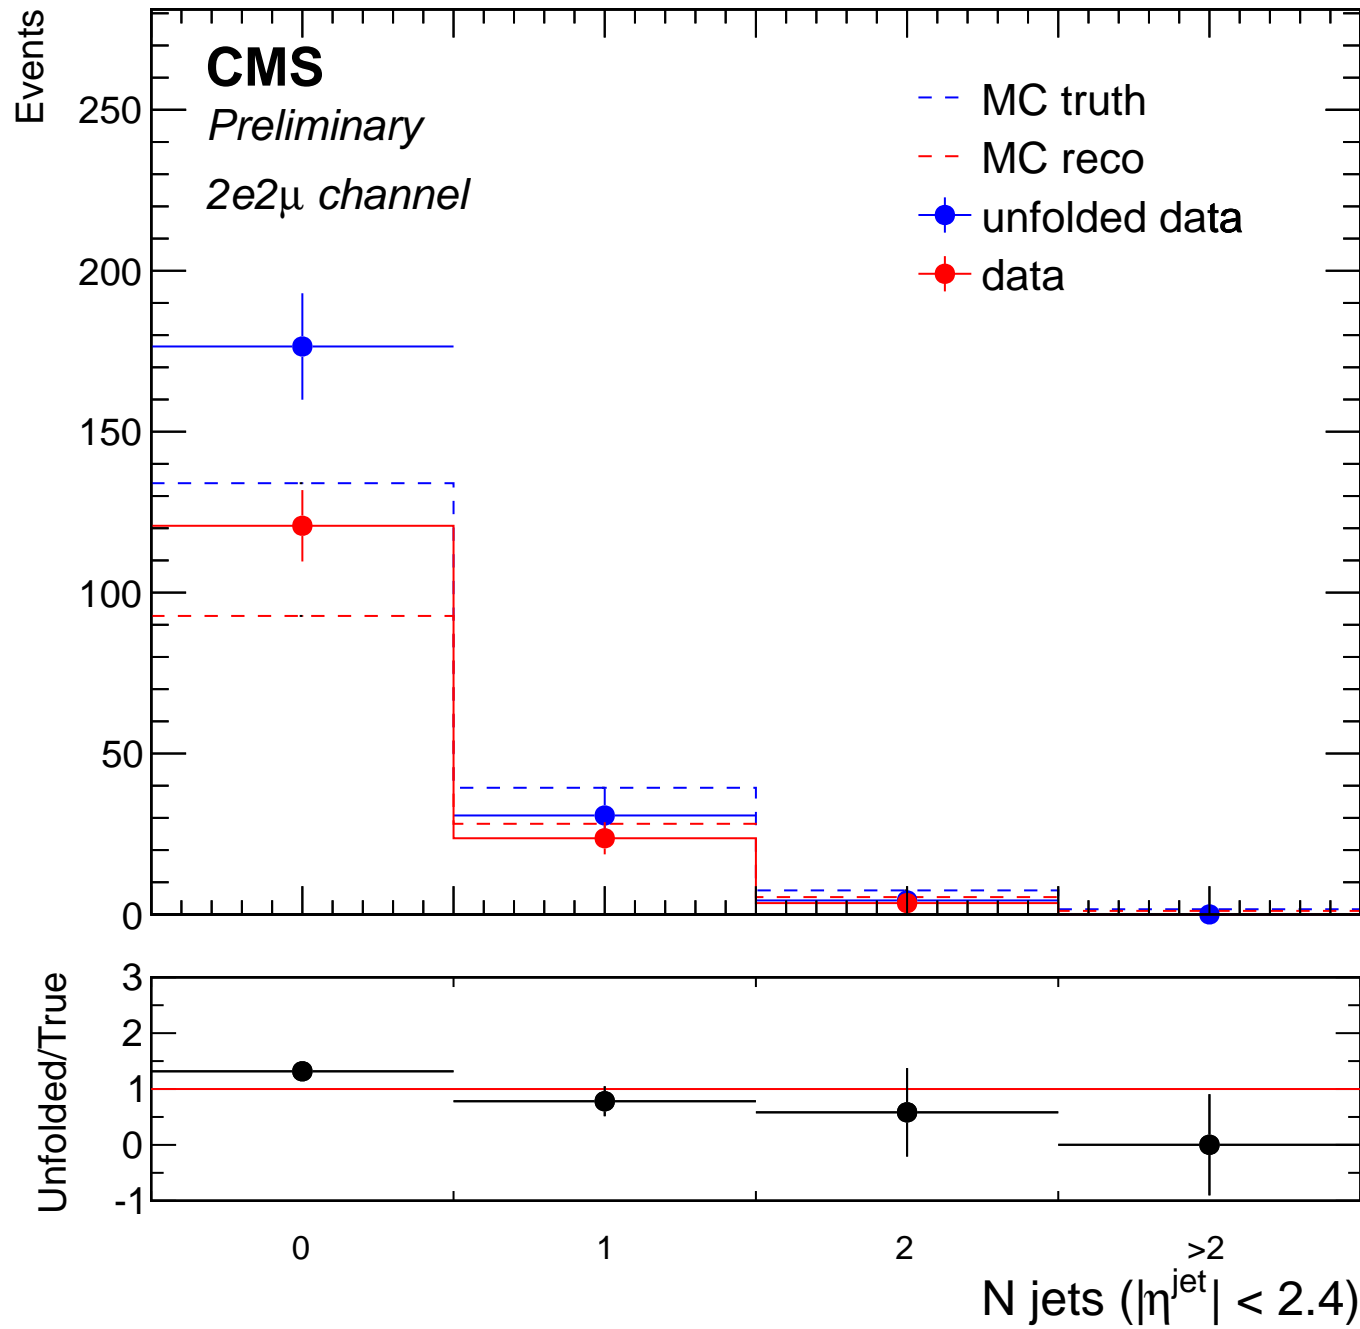 Events
CMS
Preliminary
2e2μ channel
MC truth
MC reco
unfolded data
data
250
200
150
100
50
0
Unfolded/True
3
2
1
0
-1
0 1 2 >2
N jets (|η^jet| < 2.4)